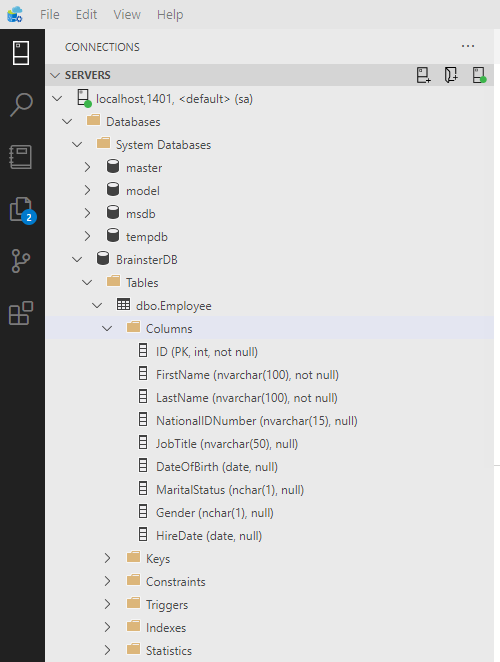 File Edit View Help
CONNECTIONS
SERVERS
localhost,1401, <default> (sa)
Databases
System Databases
master
model
msdb
tempdb
BrainsterDB
Tables
dbo.Employee
Columns
ID (PK, int, not null)
FirstName (nvarchar(100), not null)
LastName (nvarchar(100), not null)
NationalIDNumber (nvarchar(15), null)
JobTitle (nvarchar(50), null)
DateOfBirth (date, null)
MaritalStatus (nchar(1), null)
Gender (nchar(1), null)
HireDate (date, null)
Keys
Constraints
Triggers
Indexes
Statistics
2